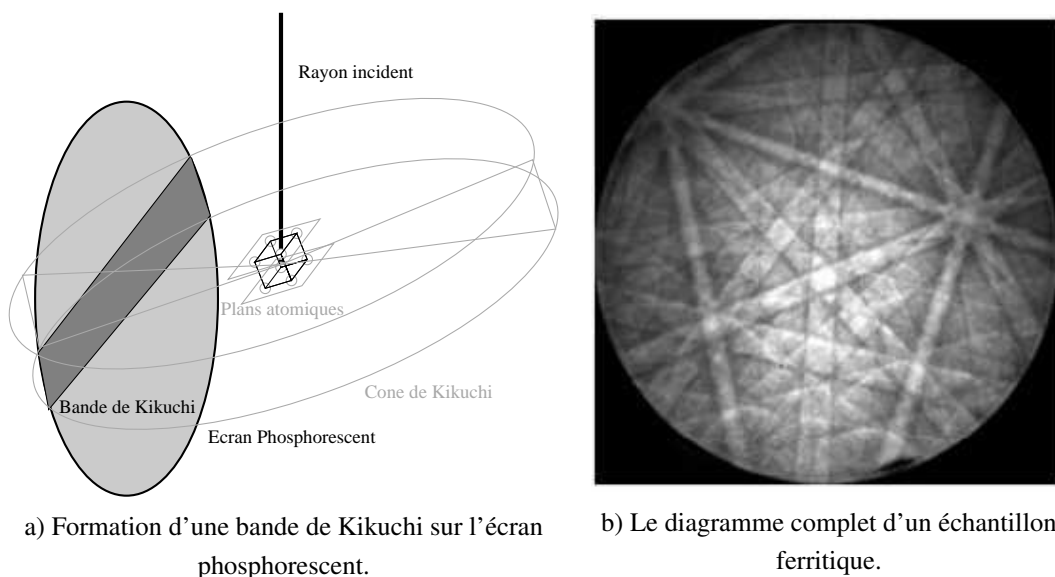 Rayon incident
Plans atomiques
Cone de Kikuchi
Bande de Kikuchi
Ecran Phosphorescent
a) Formation d'une bande de Kikuchi sur l'écran
phosphorescent.
b) Le diagramme complet d'un échantillon
ferritique.